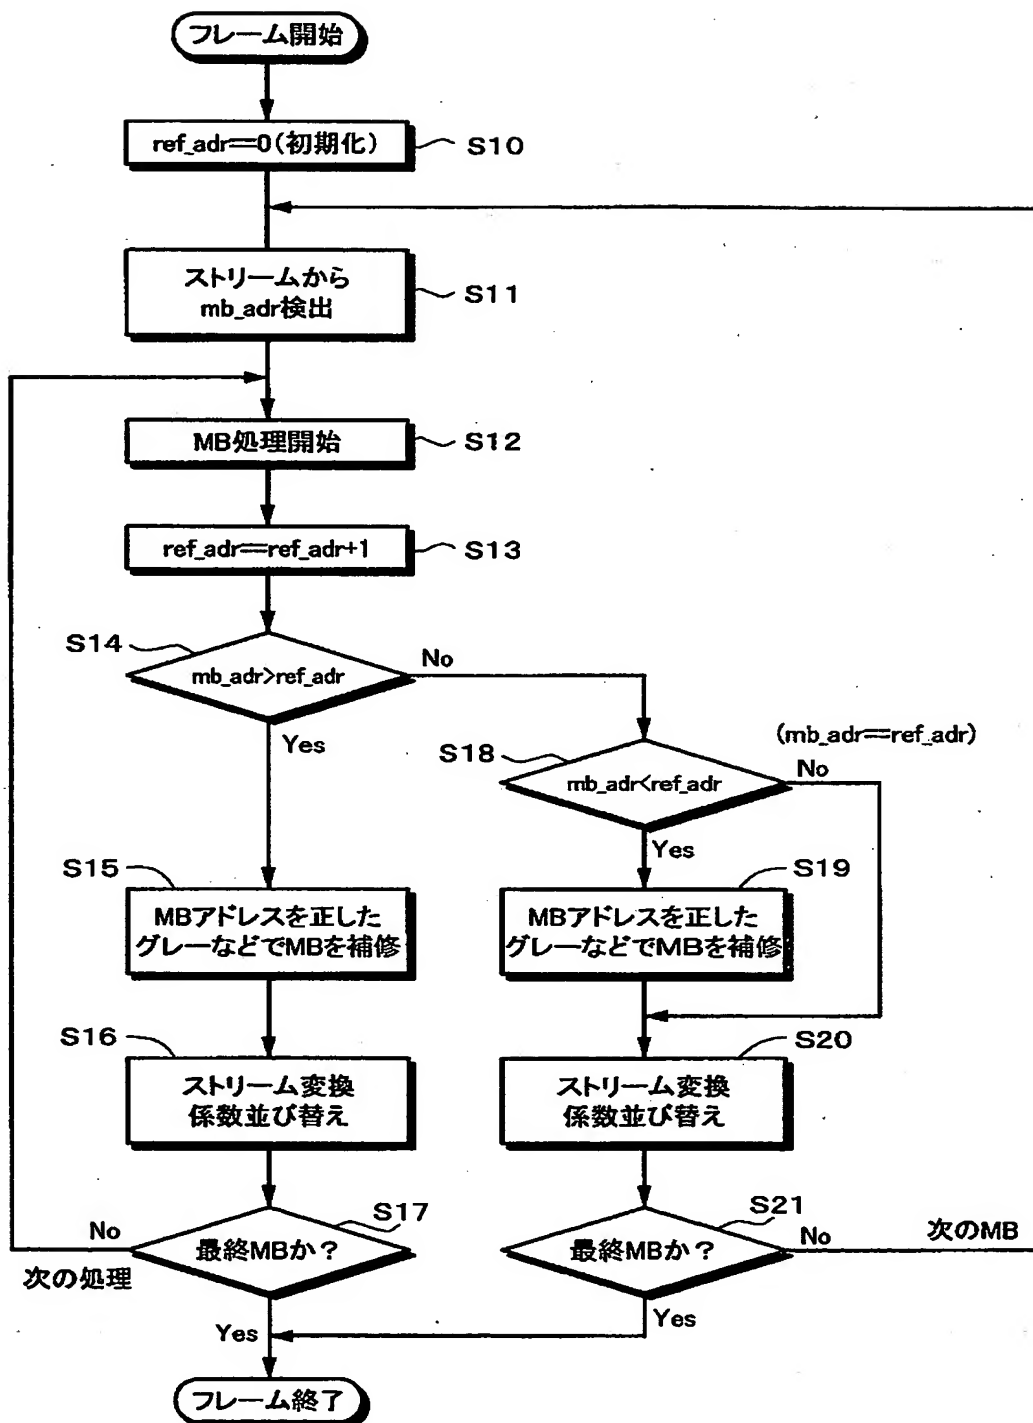 フレーム開始
ref_adr==0(初期化)
S10
ストリームから
mb_adr検出
S11
MB処理開始
S12
ref_adr==ref_adr+1
S13
S14
mb_adr>ref_adr
No
Yes
S18
mb_adr<ref_adr
(mb_adr==ref_adr)
No
Yes
S15
MBアドレスを正した
グレーなどでMBを補修
S19
MBアドレスを正した
グレーなどでMBを補修
S16
ストリーム変換
係数並び替え
S20
ストリーム変換
係数並び替え
S17
最終MBか?
No
次の処理
Yes
S21
最終MBか?
No
次のMB
Yes
フレーム終了